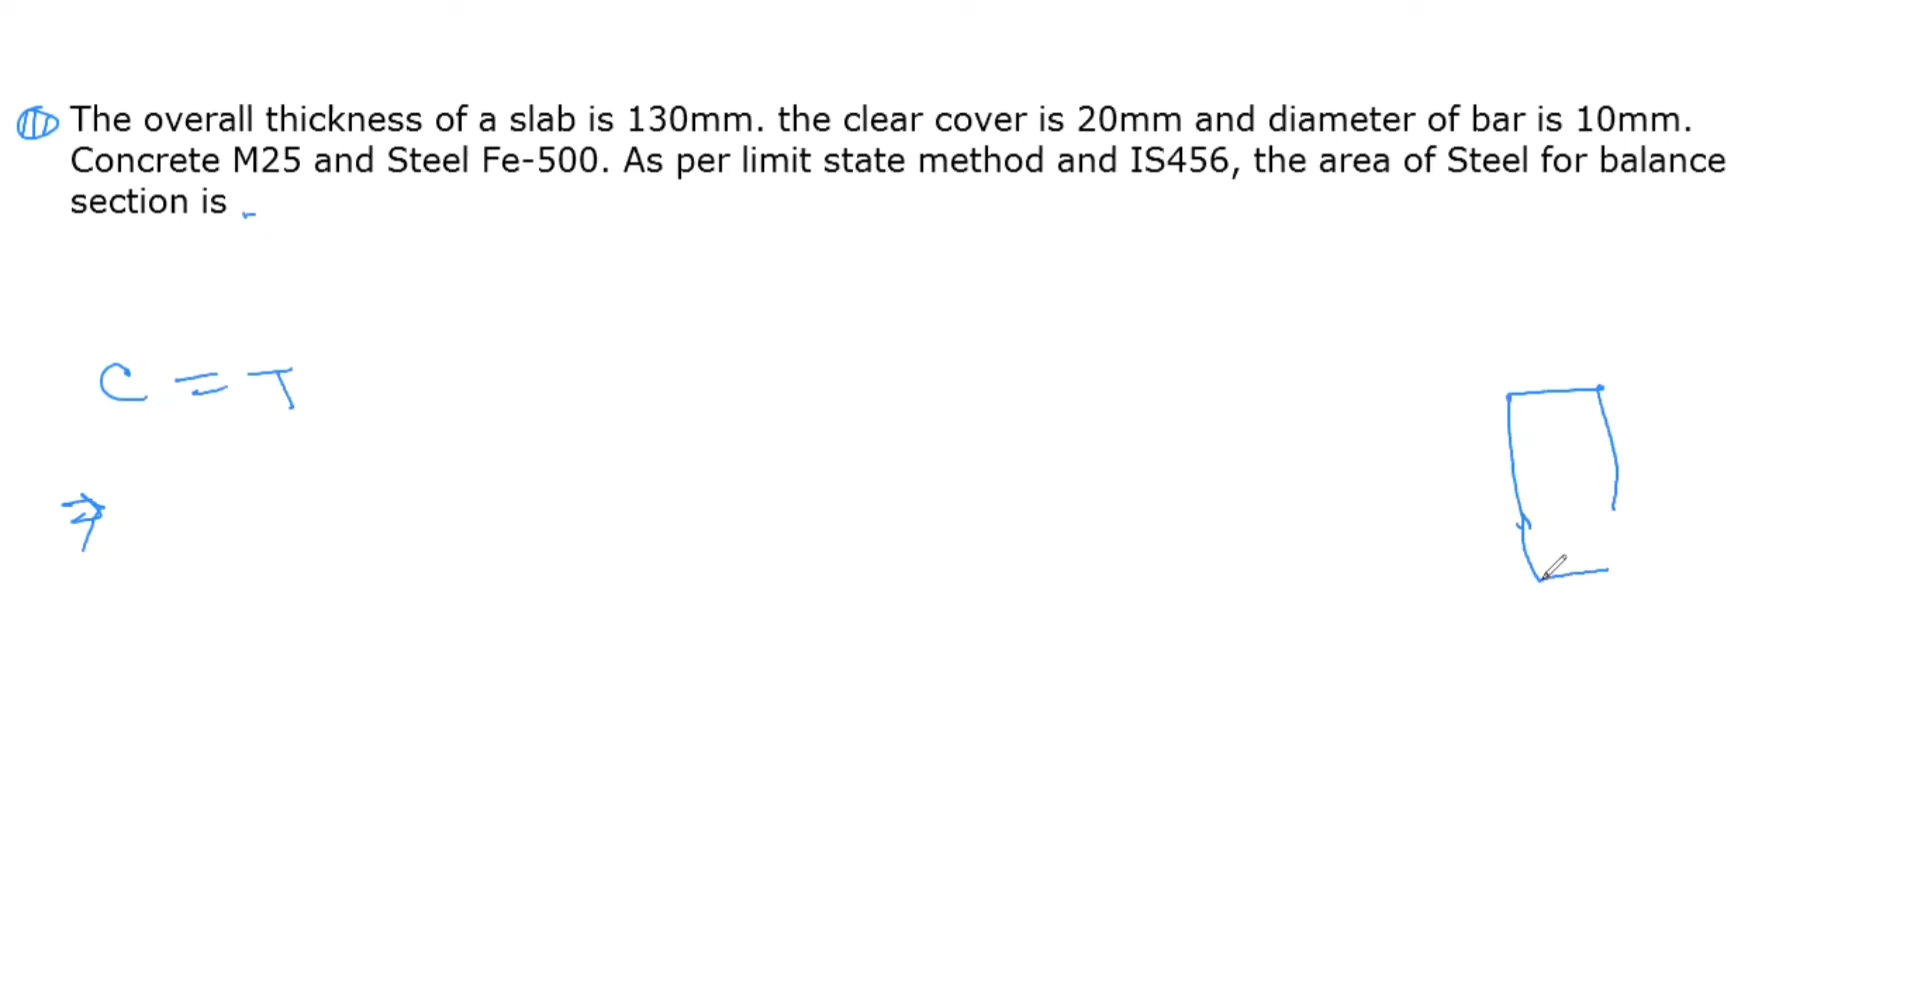 The overall thickness of a slab is 130mm. the clear cover is 20mm and diameter of bar is 10mm.
Concrete M25 and Steel Fe-500. As per limit state method and IS456, the area of Steel for balance
section is
C = T
⇒